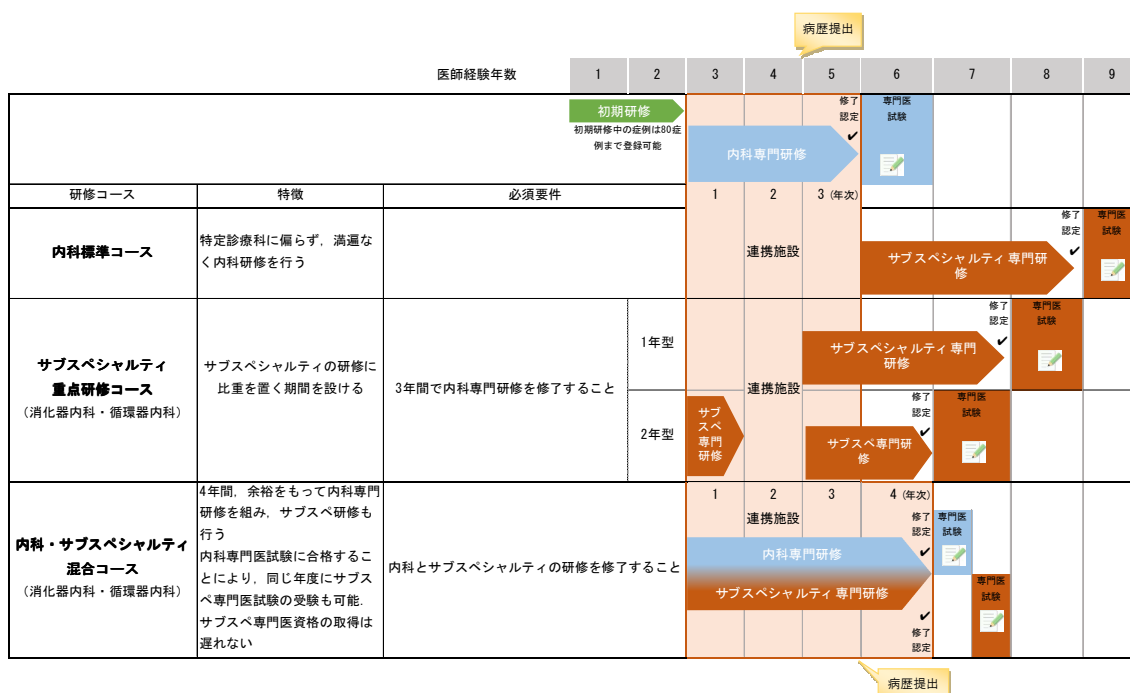 病歴提出
医師経験年数 1 2 3 4 5 6 7 8 9
初期研修
初期研修中の症例は80症
例まで登録可能
内科専門研修
修了
認定
✔
専門医
試験
研修コース 特徴 必須要件 1 2 3 (年次)
内科標準コース
特定診療科に偏らず，満遍な
く内科研修を行う
連携施設
サブスペシャルティ専門研
修
修了
認定
✔
専門医
試験
サブスペシャルティ
重点研修コース
（消化器内科・循環器内科）
サブスペシャルティの研修に
比重を置く期間を設ける
3年間で内科専門研修を修了すること
1年型
連携施設
サブスペシャルティ専門
研修
修了
認定
✔
専門医
試験
2年型
サブ
スペ
専門
研修
サブスペ専門研
修
修了
認定
✔
専門医
試験
内科・サブスペシャルティ
混合コース
（消化器内科・循環器内科）
4年間，余裕をもって内科専門
研修を組み，サブスペ研修も
行う
内科専門医試験に合格するこ
とにより，同じ年度にサブス
ペ専門医試験の受験も可能．
サブスペ専門医資格の取得は
遅れない
内科とサブスペシャルティの研修を修了すること
1 2 3 4 (年次)
連携施設
内科専門研修
サブスペシャルティ専門研修
修了
認定
✔
専門医
試験
✔
修了
認定
専門医
試験
病歴提出